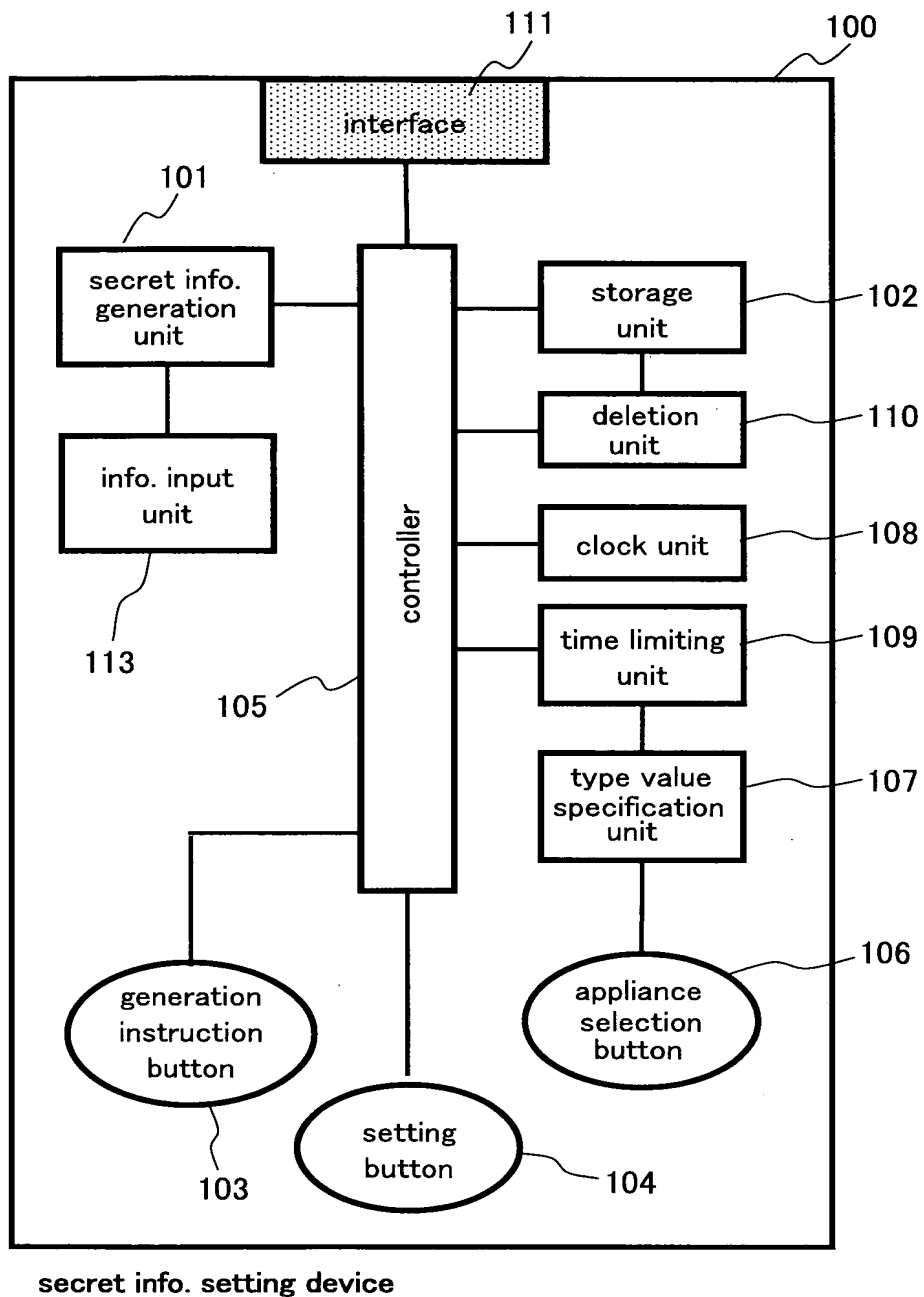 111
100
interface
101
secret info.
generation
unit
storage
unit
102
deletion
unit
110
info. input
unit
113
controller
105
clock unit
108
time limiting
unit
109
type value
specification
unit
107
106
generation
instruction
button
103
appliance
selection
button
setting
button
104
secret info. setting device